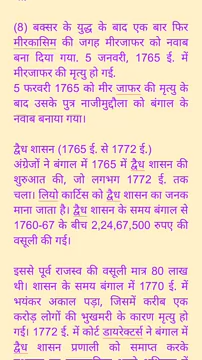 (8) बक्सर के युद्ध के बाद एक बार फिर
मीरकासिम की जगह मीरजाफर को नवाब
बना दिया गया. 5 जनवरी, 1765 ई. में
मीरजाफर की मृत्यु हो गई.
5 फरवरी 1765 को मीर जाफर की मृत्यु के
बाद उसके पुत्र नाजीमुद्दौला को बंगाल के
नवाब बनाया गया।
द्वैध शासन (1765 ई. से 1772 ई.)
अंग्रेजों ने बंगाल में 1765 में द्वैध शासन की
शुरुआत की, जो लगभग 1772 ई. तक
चला। लियो कार्टिस को द्वैध शासन का जनक
माना जाता है। द्वैध शासन के समय बंगाल से
1760-67 के बीच 2,24,67,500 रुपए की
वसूली की गई।
इससे पूर्व राजस्व की वसूली मात्र 80 लाख
थी। शासन के समय बंगाल में 1770 ई. में
भयंकर अकाल पड़ा, जिसमें करीब एक
करोड़ लोगों की भुखमरी के कारण मृत्यु हो
गई। 1772 ई. में कोर्ट डायरेक्टर्स ने बंगाल में
द्वैध शासन प्रणाली को समाप्त करके